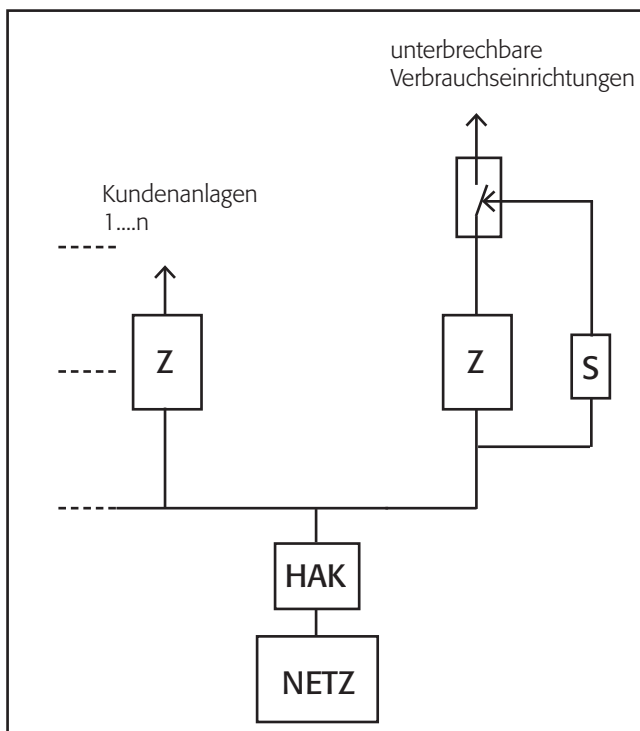 unterbrechbare
Verbrauchseinrichtungen
Kundenanlagen
1....n
Z
Z
S
HAK
NETZ